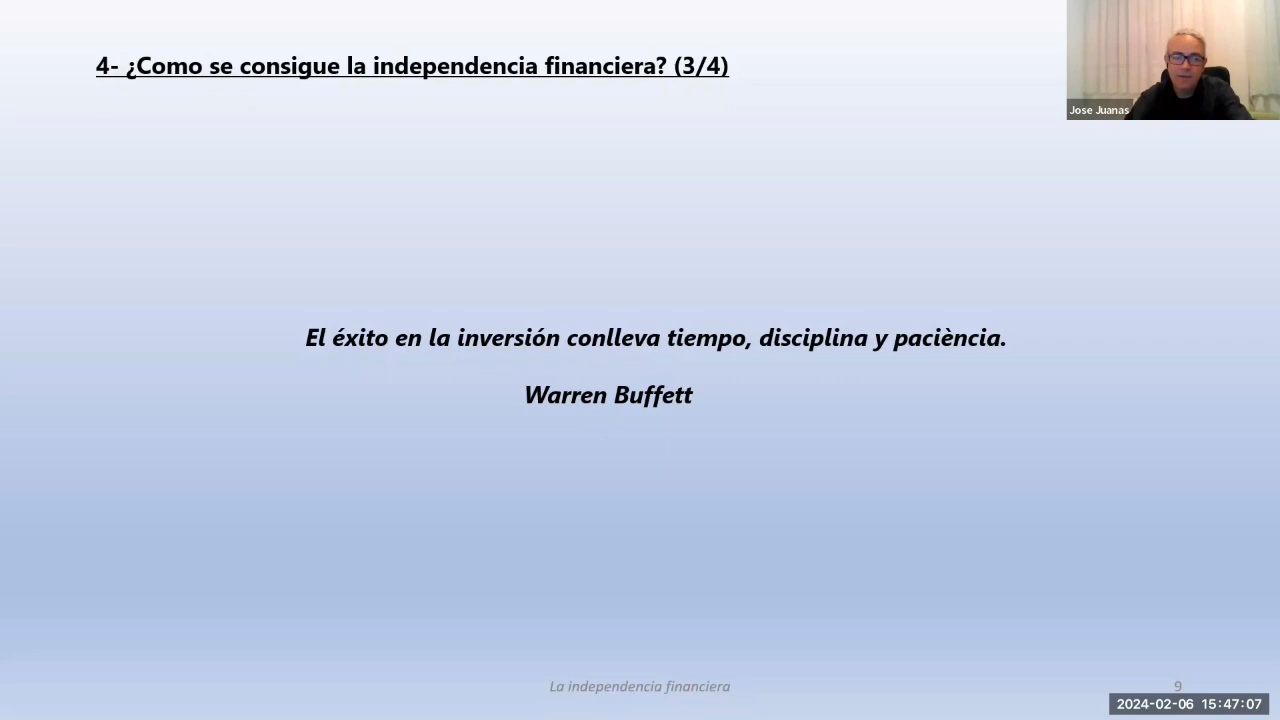 4- ¿Como se consigue la independencia financiera? (3/4)
Jose Juanas
El éxito en la inversión conlleva tiempo, disciplina y paciència.
Warren Buffett
La independencia financiera
9
2024-02-06 15:47:07